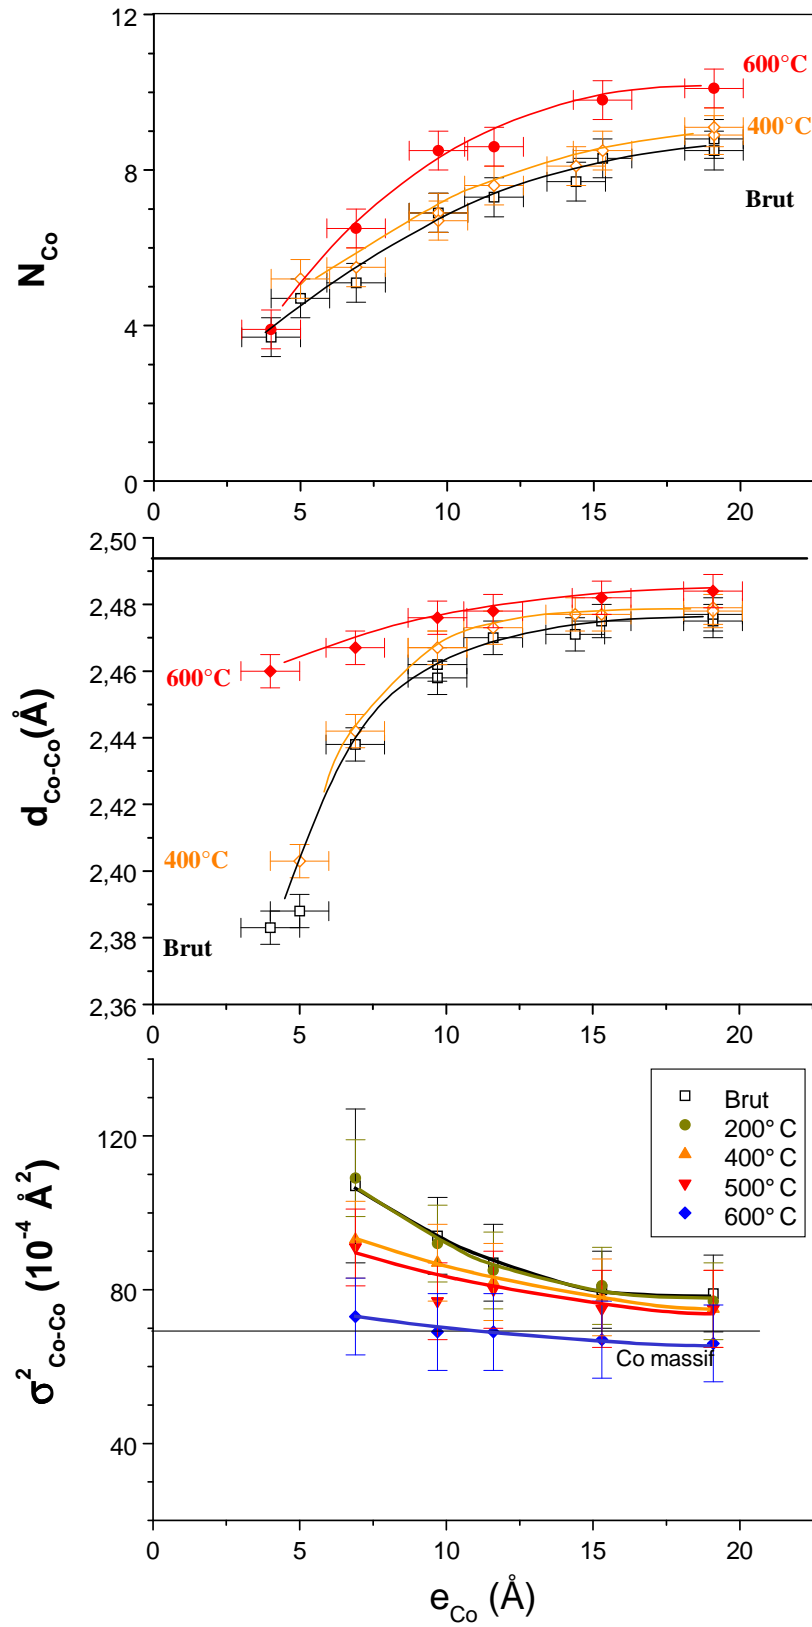 12
600°C
400°C
8
Brut
N_Co
4
0
0 5 10 15 20
2,50
2,48
600°C
2,46
d_Co-Co(Å)
2,44
2,42
400°C
2,40
Brut
2,38
2,36
0 5 10 15 20
Brut
200°C
400°C
500°C
600°C
120
σ²_Co-Co (10⁻⁴ Å²)
80
Co massif
40
0 5 10 15 20
e_Co (Å)